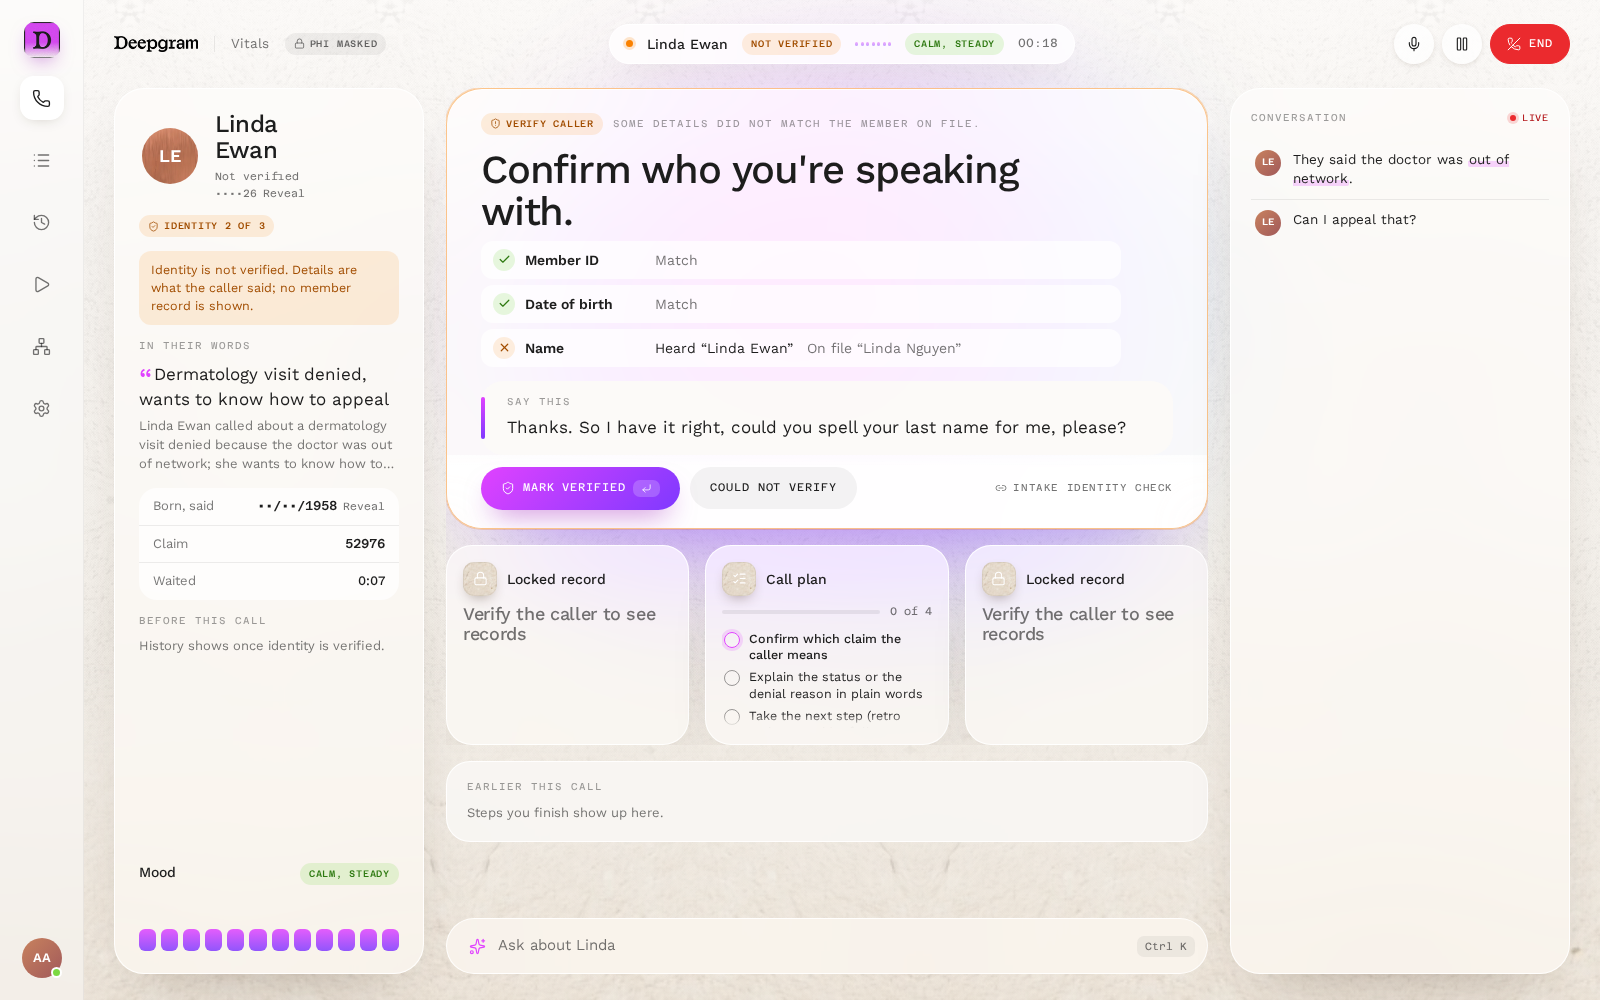 D
Deepgram
Vitals
PHI MASKED
Linda Ewan
NOT VERIFIED
CALM, STEADY
00:18
END
LE
Linda
Ewan
Not verified
••••26 Reveal
IDENTITY 2 OF 3
Identity is not verified. Details are
what the caller said; no member
record is shown.
IN THEIR WORDS
“Dermatology visit denied,
wants to know how to appeal
Linda Ewan called about a dermatology
visit denied because the doctor was out
of network; she wants to know how to…
Born, said ••/••/1958 Reveal
Claim 52976
Waited 0:07
BEFORE THIS CALL
History shows once identity is verified.
Mood
CALM, STEADY
AA
VERIFY CALLER
SOME DETAILS DID NOT MATCH THE MEMBER ON FILE.
Confirm who you're speaking
with.
Member ID Match
Date of birth Match
Name Heard “Linda Ewan” On file “Linda Nguyen”
SAY THIS
Thanks. So I have it right, could you spell your last name for me, please?
MARK VERIFIED
COULD NOT VERIFY
INTAKE IDENTITY CHECK
Locked record
Verify the caller to see
records
Call plan
0 of 4
Confirm which claim the
caller means
Explain the status or the
denial reason in plain words
Take the next step (retro
Locked record
Verify the caller to see
records
EARLIER THIS CALL
Steps you finish show up here.
Ask about Linda
Ctrl K
CONVERSATION
LIVE
LE
They said the doctor was out of
network.
LE
Can I appeal that?